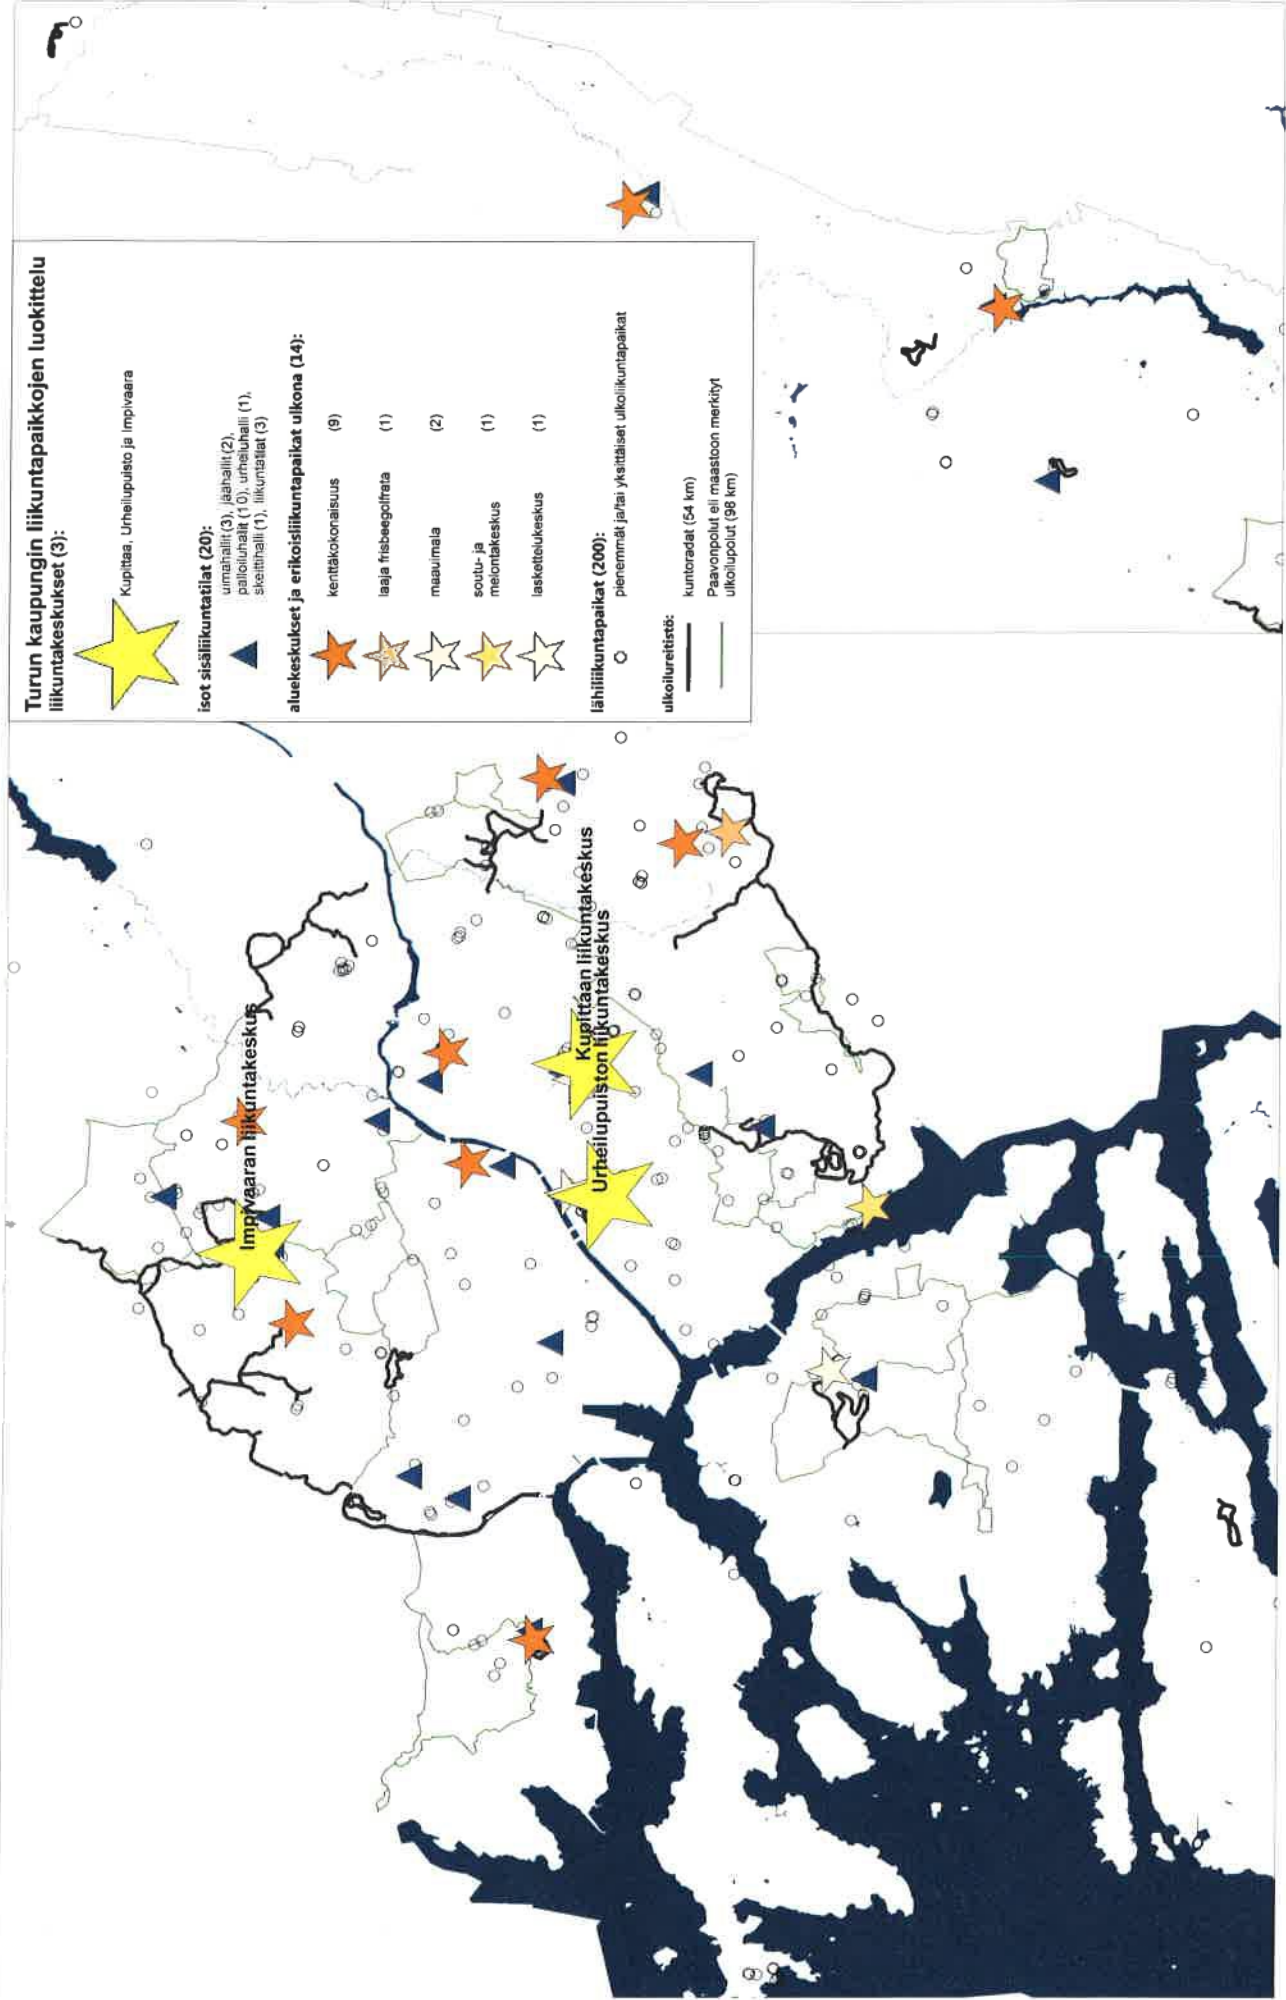 Turun kaupungin liikuntapaikkojen luokittelu
liikuntakeskukset (3):
Kupittaa, Urheilupuisto ja Impivaara
isot sisäliikuntatilat (20):
uimahallit (3), jäähallit (2),
palloiluhallit (10), urheiluhalli (1),
skeittihalli (1), liikuntatilat (3)
aluekeskukset ja erikoisliikuntapaikat ulkona (14):
kenttäkokonaisuus (9)
laaja frisbeegolfrata (1)
maauimala (2)
soutu- ja
melontakeskus (1)
laskettelukeskus (1)
lähiliikuntapaikat (200):
pienemmät ja/tai yksittäiset ulkoliikuntapaikat
ulkoilureitistö:
kuntoradat (54 km)
Paavonpolut eli maastoon merkityt
ulkoilupolut (98 km)
Impivaaran liikuntakeskus
Kupittaan liikuntakeskus
Urheilupuiston liikuntakeskus